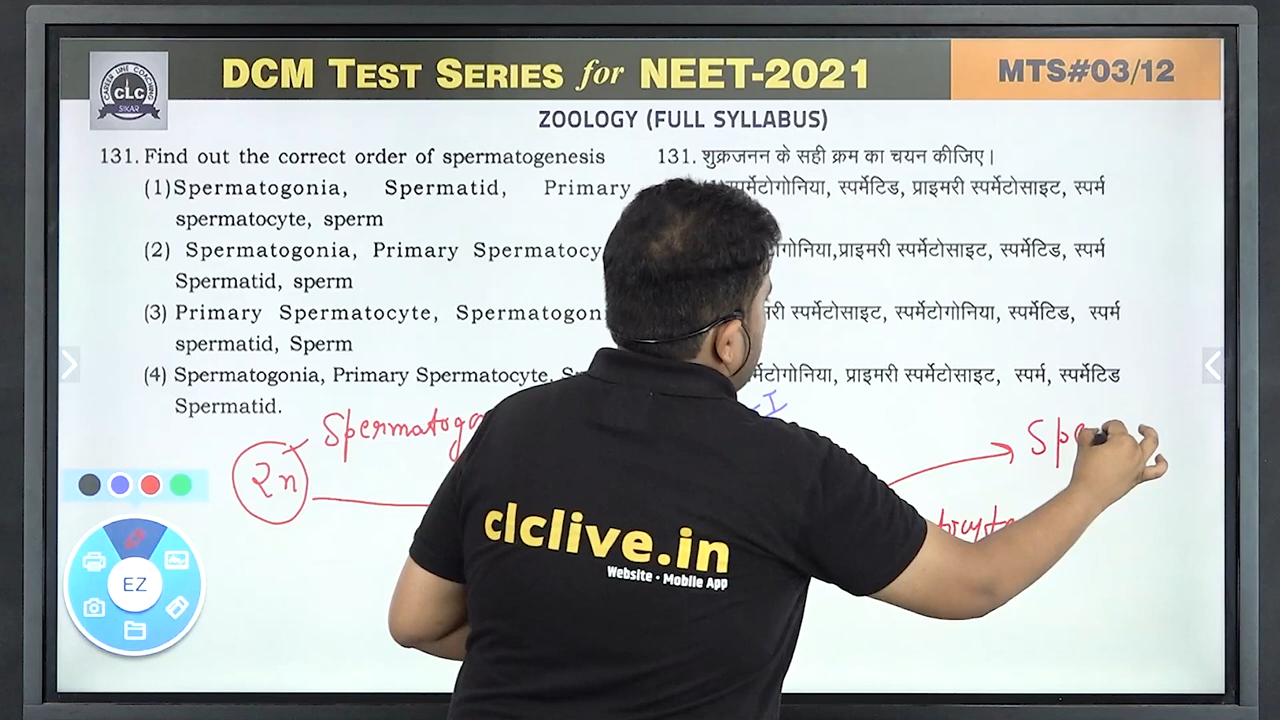 CAREER LINE COACHING
CLC
SIKAR
DCM TEST SERIES for NEET-2021
MTS#03/12
ZOOLOGY (FULL SYLLABUS)
131. Find out the correct order of spermatogenesis
(1)Spermatogonia, Spermatid, Primary
spermatocyte, sperm
(2) Spermatogonia, Primary
Spermatid, sperm
(3) Primary Spermatocyte,
spermatid, Sperm
(4) Spermatogonia, Primary Spermatocyte,
Spermatid.
131. शुक्रजनन के सही क्रम का चयन कीजिए।
स्पर्मेटोगोनिया, स्पर्मेटिड, प्राइमरी स्पर्मेटोसाइट, स्पर्म
प्राइमरी स्पर्मेटोसाइट, स्पर्मेटिड, स्पर्म
स्पर्मेटोसाइट, स्पर्मेटोगोनिया, स्पर्मेटिड, स्पर्म
प्राइमरी स्पर्मेटोसाइट, स्पर्म, स्पर्मेटिड
-I
2n
EZ
clclive.in
Website • Mobile App